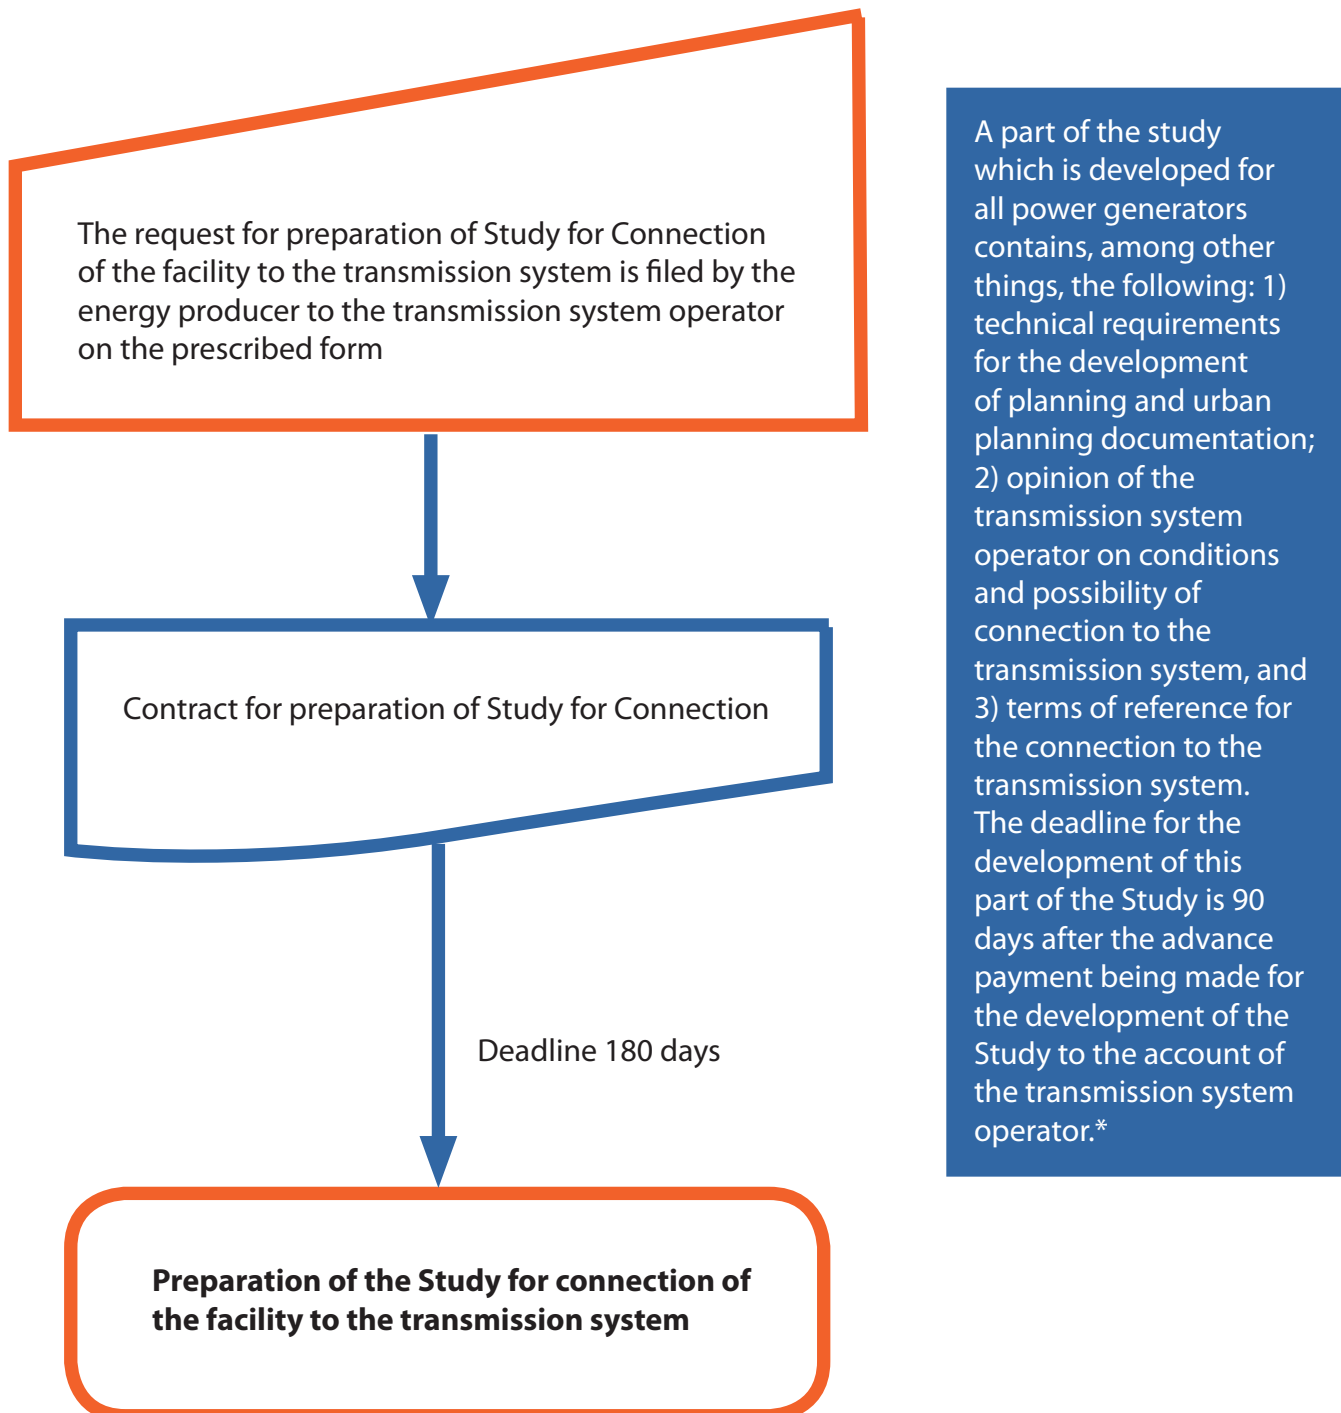 The request for preparation of Study for Connection
of the facility to the transmission system is filed by the
energy producer to the transmission system operator
on the prescribed form
Contract for preparation of Study for Connection
Deadline 180 days
Preparation of the Study for connection of
the facility to the transmission system
A part of the study
which is developed for
all power generators
contains, among other
things, the following: 1)
technical requirements
for the development
of planning and urban
planning documentation;
2) opinion of the
transmission system
operator on conditions
and possibility of
connection to the
transmission system, and
3) terms of reference for
the connection to the
transmission system.
The deadline for the
development of this
part of the Study is 90
days after the advance
payment being made for
the development of the
Study to the account of
the transmission system
operator.*